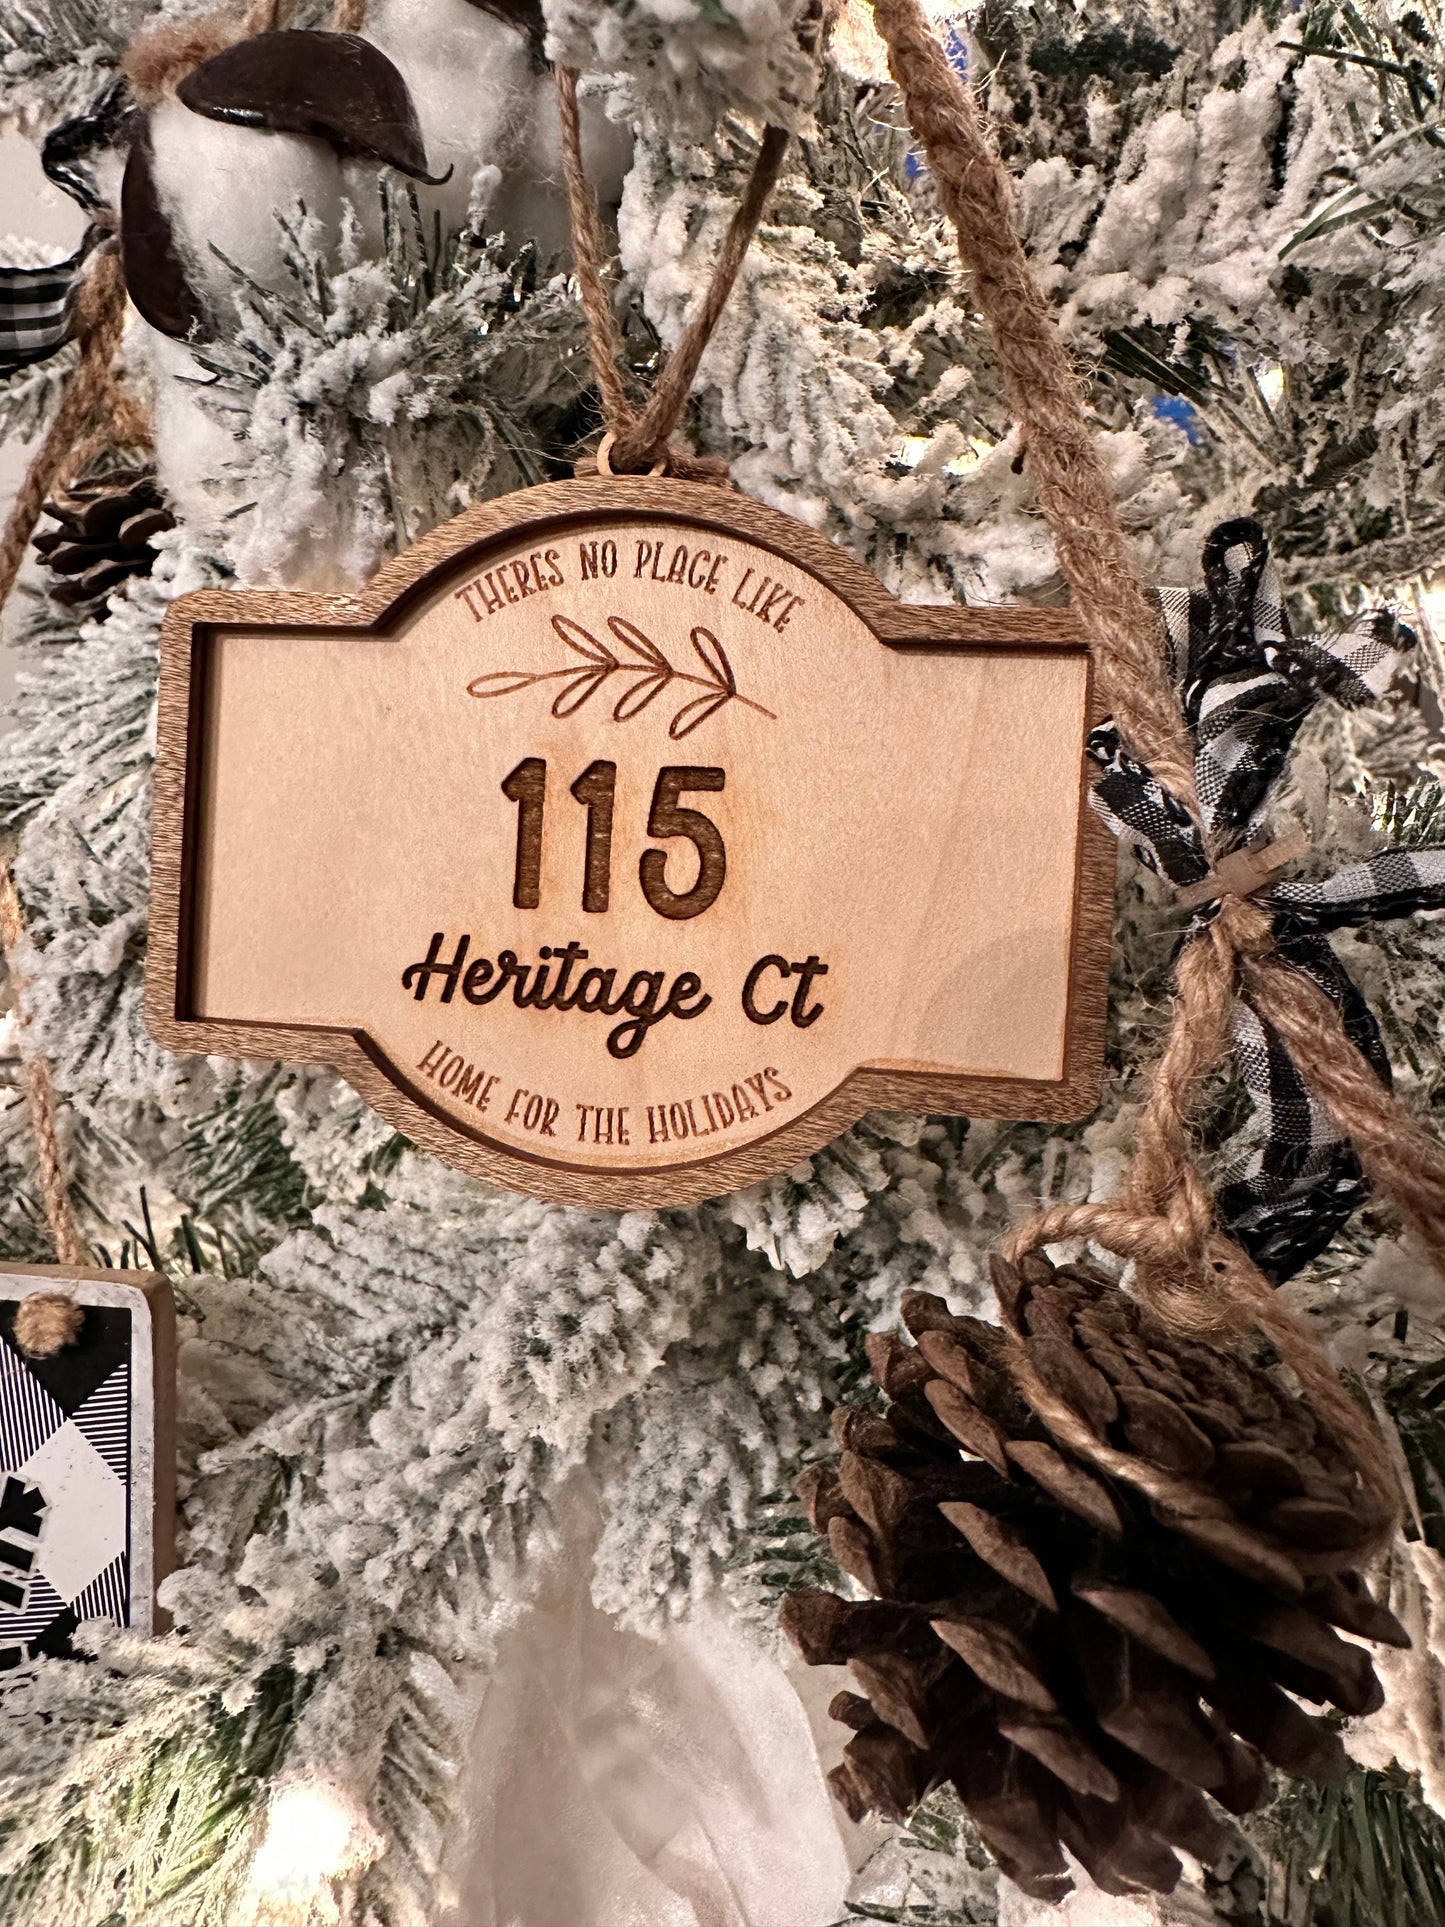 THERES NO PLACE LIKE
115
Heritage Ct
HOME FOR THE HOLIDAYS